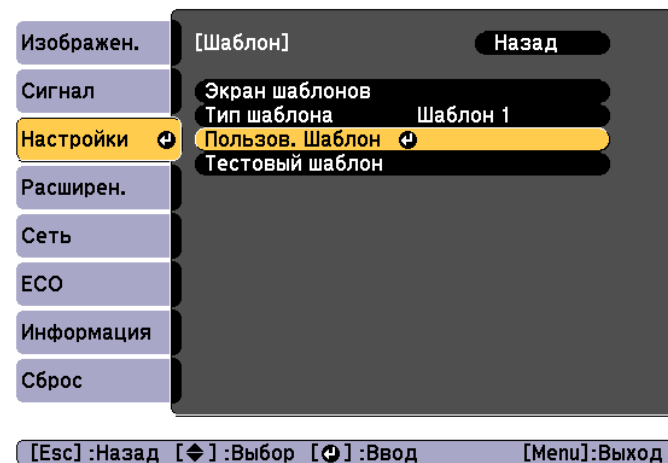 Изображен.
Сигнал
Настройки
Расширен.
Сеть
ECO
Информация
Сброс
[Шаблон] Назад
Экран шаблонов
Тип шаблона Шаблон 1
Пользов. Шаблон
Тестовый шаблон
[Esc] :Назад [ ] :Выбор [ ] :Ввод [Menu]:Выход